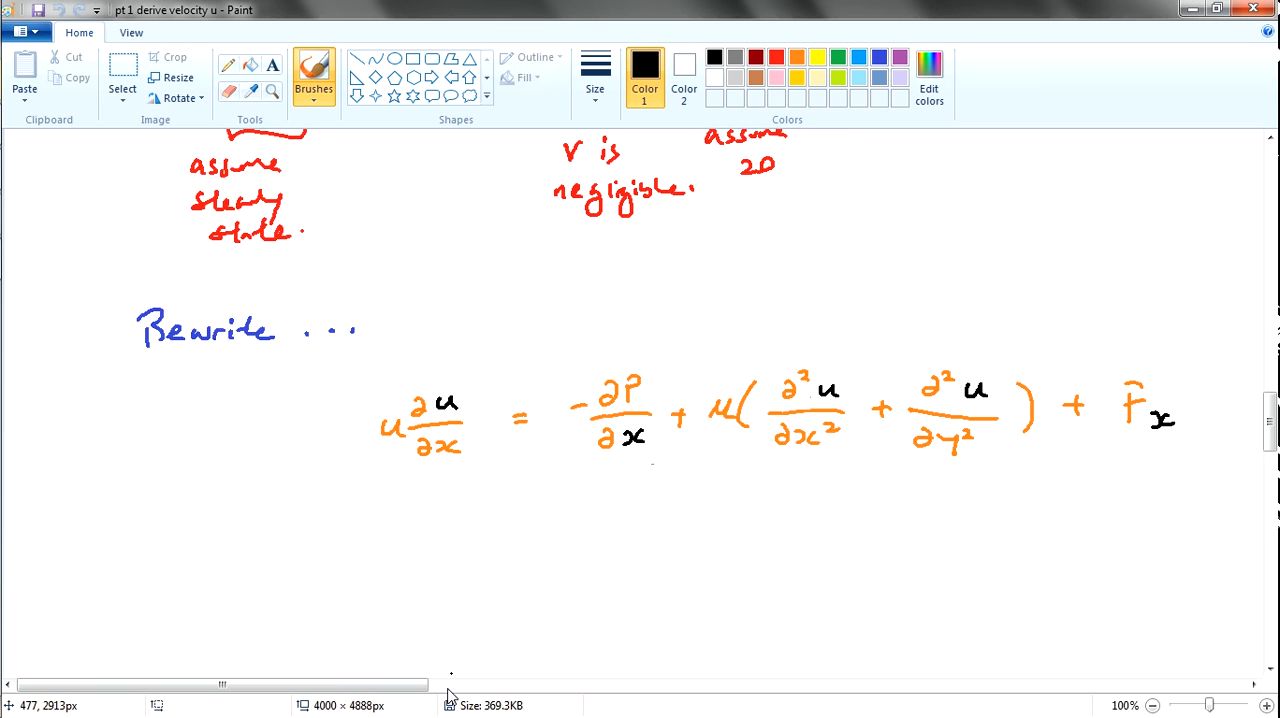 pt 1 derive velocity u - Paint
Home View
Paste
Cut
Copy
Clipboard
Select
Crop
Resize
Rotate
Image
A
Tools
Brushes
Outline
Fill
Shapes
Size
Color 1
Color 2
Colors
Edit colors
assume
steady
state.
v is
negligible.
assume
2D
Rewrite ...
u ∂u/∂x = -∂P/∂x + μ( ∂²u/∂x² + ∂²u/∂y² ) + Fx
477, 2913px
4000 × 4888px
Size: 369.3KB
100%